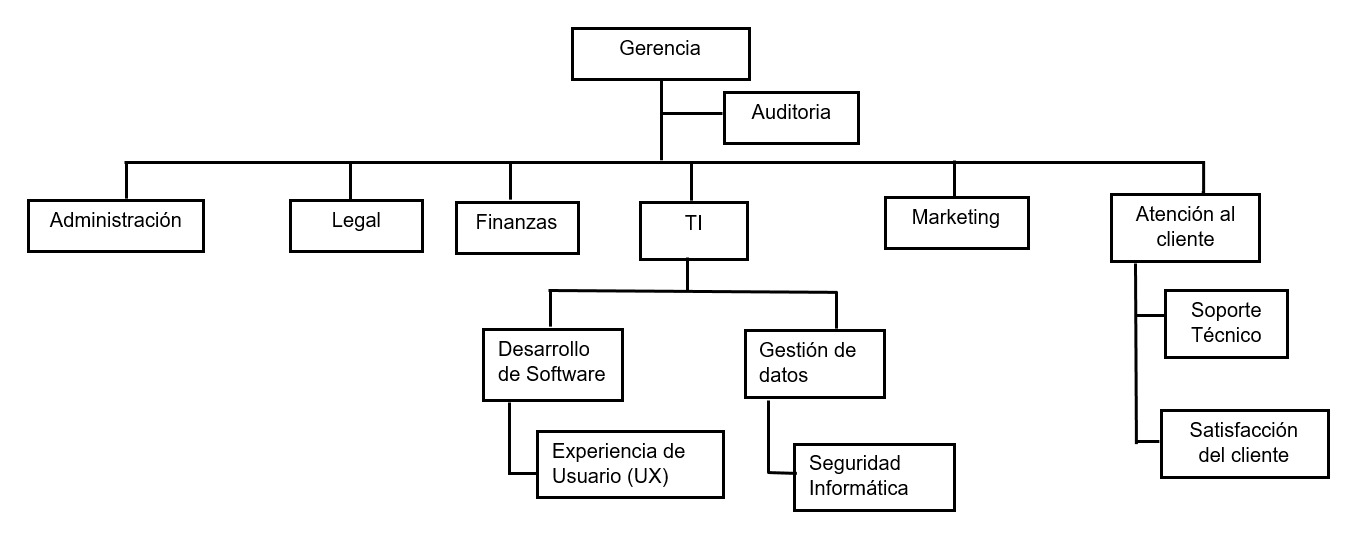 Gerencia
Auditoria
Administración
Legal
Finanzas
TI
Marketing
Atención al
cliente
Desarrollo
de Software
Gestión de
datos
Soporte
Técnico
Experiencia de
Usuario (UX)
Seguridad
Informática
Satisfacción
del cliente